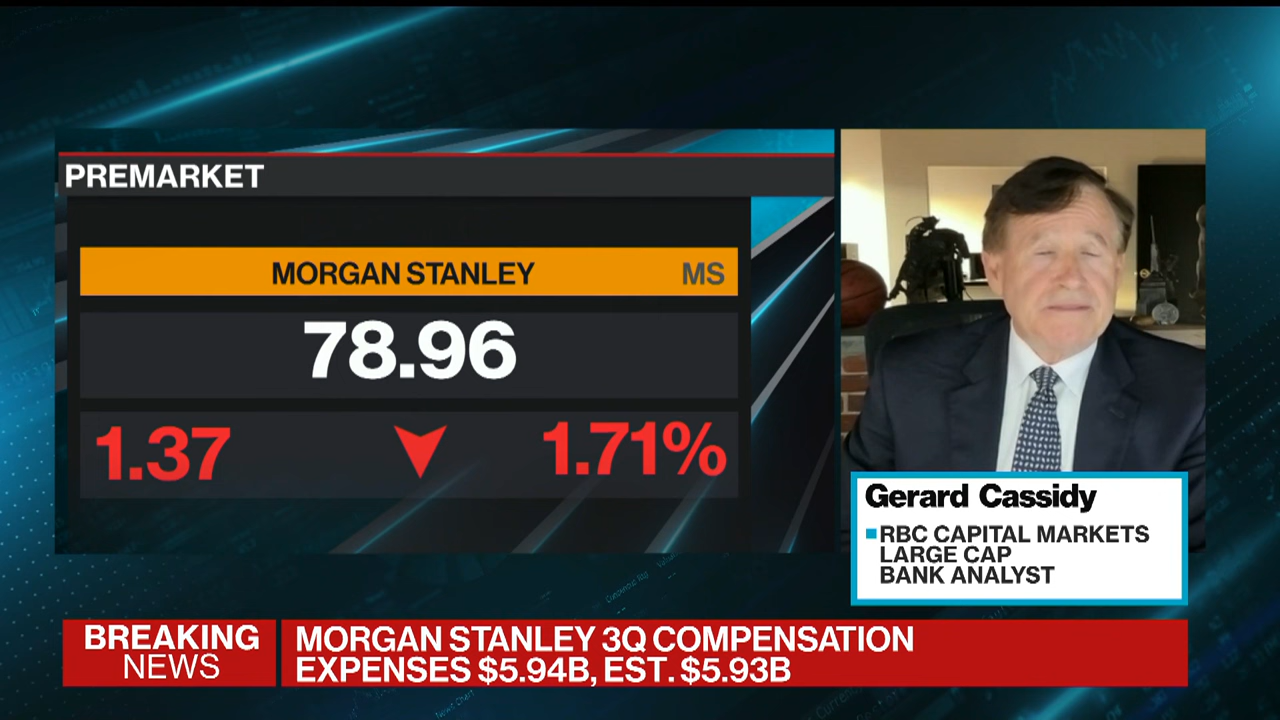 PREMARKET
MORGAN STANLEY MS
78.96
1.37 1.71%
Gerard Cassidy
RBC CAPITAL MARKETS
LARGE CAP
BANK ANALYST
BREAKING
NEWS
MORGAN STANLEY 3Q COMPENSATION
EXPENSES $5.94B, EST. $5.93B